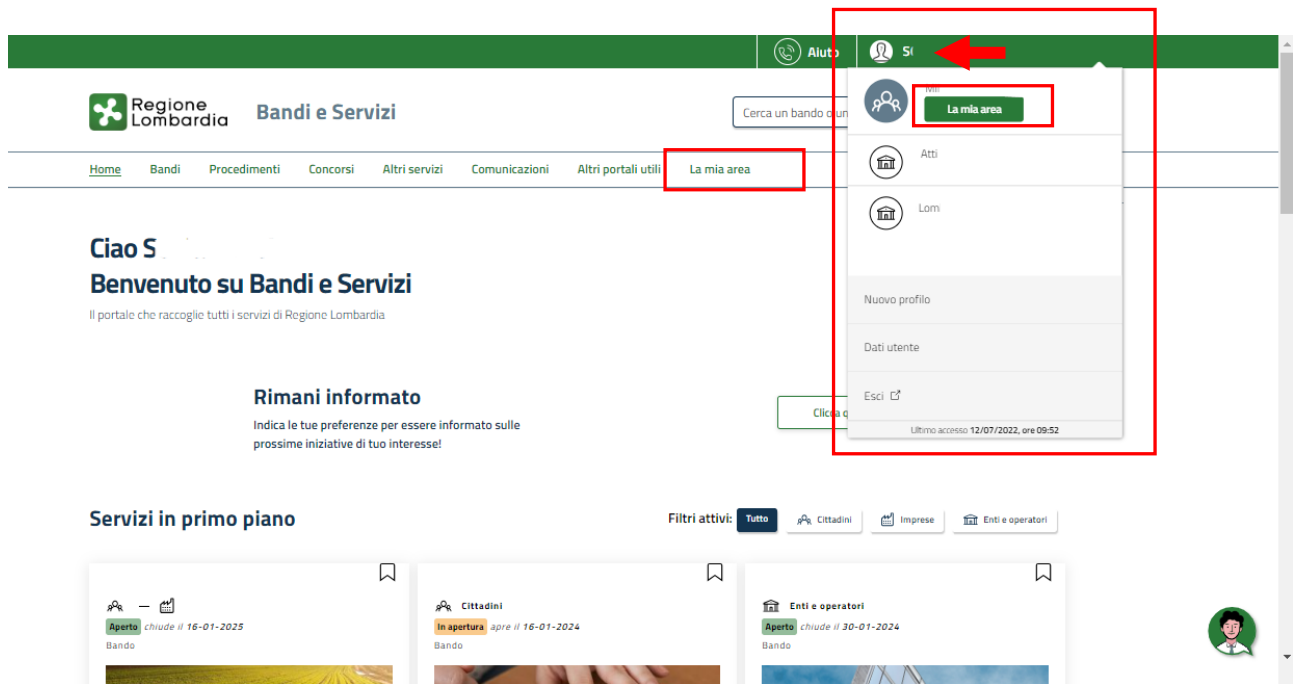 Aiuto
Regione
Lombardia
Bandi e Servizi
Cerca un bando o un
La mia area
Atti
Lom
Nuovo profilo
Dati utente
Esci
Ultimo accesso 12/07/2022, ore 09:52
Home Bandi Procedimenti Concorsi Altri servizi Comunicazioni Altri portali utili La mia area
Ciao S
Benvenuto su Bandi e Servizi
Il portale che raccoglie tutti i servizi di Regione Lombardia
Rimani informato
Indica le tue preferenze per essere informato sulle
prossime iniziative di tuo interesse!
Clicca q
Servizi in primo piano
Filtri attivi: Tutto Cittadini Imprese Enti e operatori
Aperto chiude il 16-01-2025
Bando
Cittadini
In apertura apre il 16-01-2024
Bando
Enti e operatori
Aperto chiude il 30-01-2024
Bando